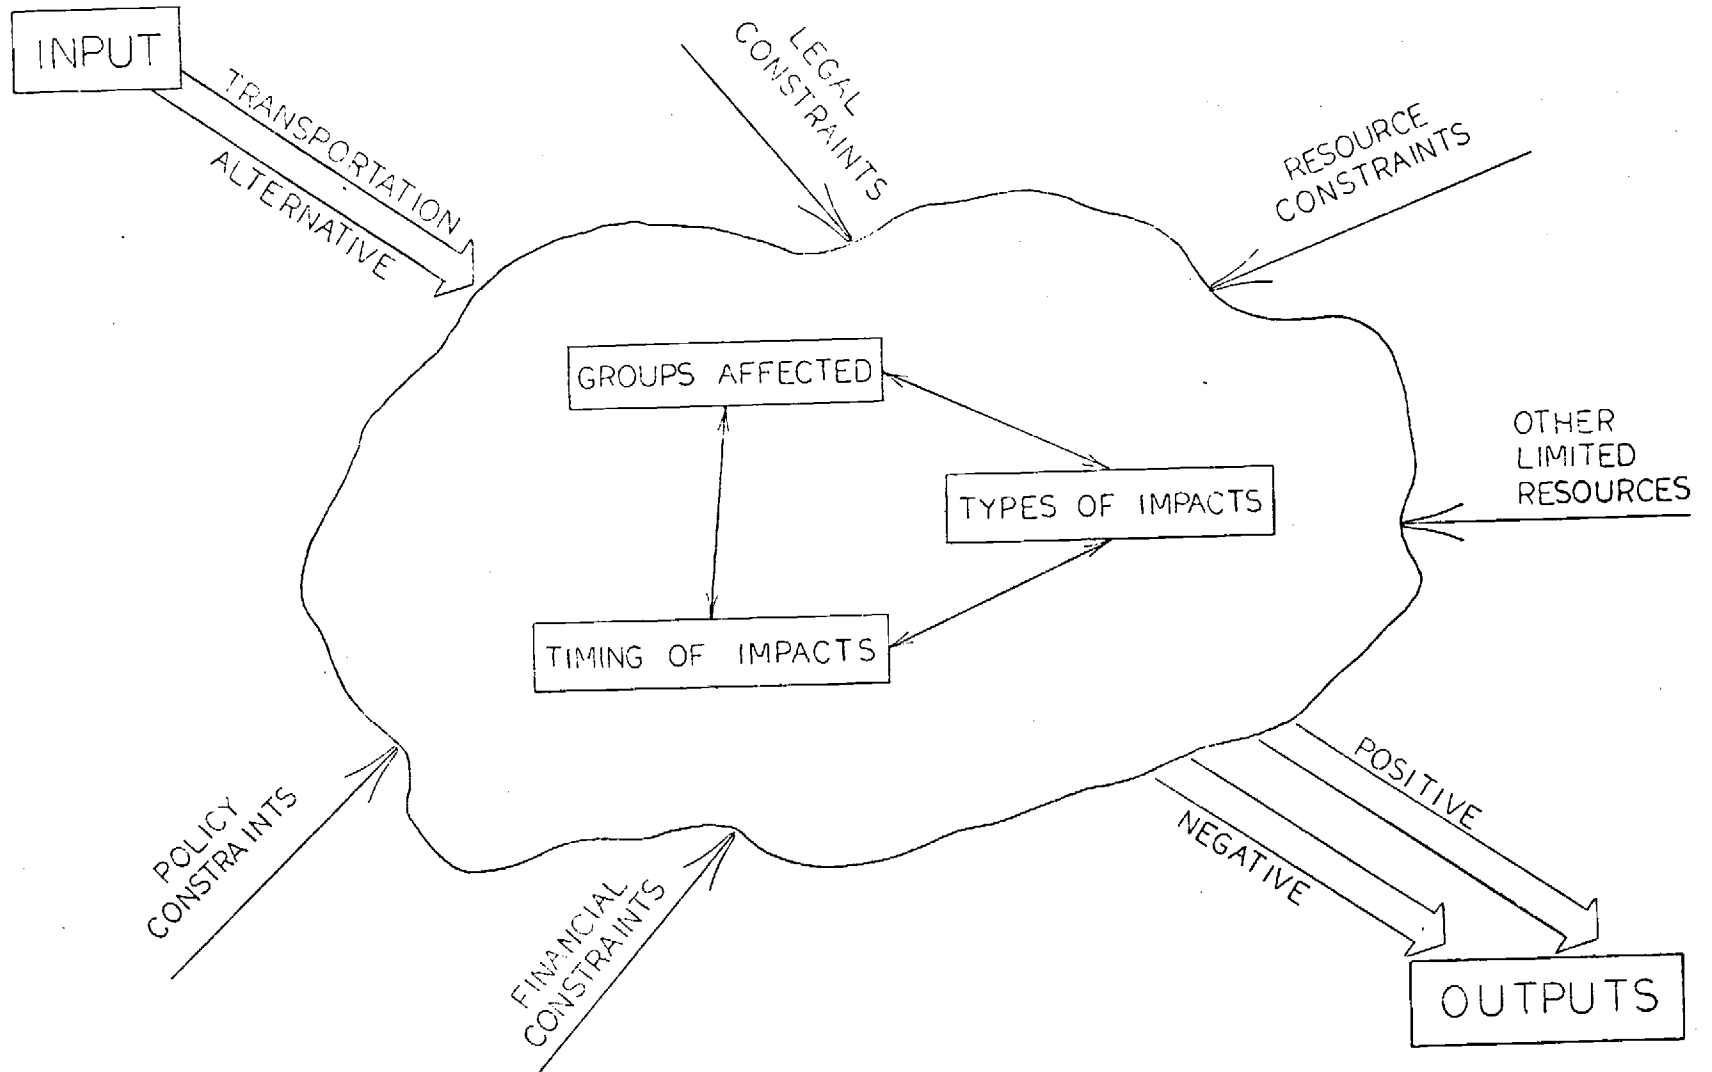 INPUT
TRANSPORTATION
ALTERNATIVE
LEGAL
CONSTRAINTS
RESOURCE
CONSTRAINTS
GROUPS AFFECTED
OTHER
LIMITED
RESOURCES
TYPES OF IMPACTS
TIMING OF IMPACTS
POLICY
CONSTRAINTS
FINANCIAL
CONSTRAINTS
POSITIVE
NEGATIVE
OUTPUTS